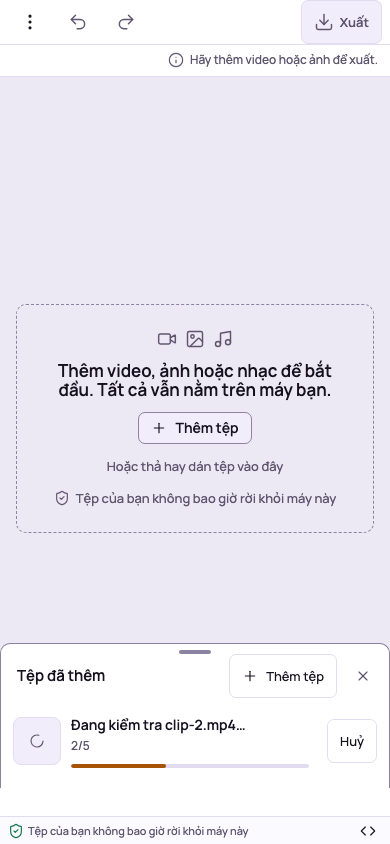 Xuất
Hãy thêm video hoặc ảnh để xuất.
Thêm video, ảnh hoặc nhạc để bắt
đầu. Tất cả vẫn nằm trên máy bạn.
Thêm tệp
Hoặc thả hay dán tệp vào đây
Tệp của bạn không bao giờ rời khỏi máy này
Tệp đã thêm
Thêm tệp
Đang kiểm tra clip-2.mp4...
2/5
Huỷ
Tệp của bạn không bao giờ rời khỏi máy này